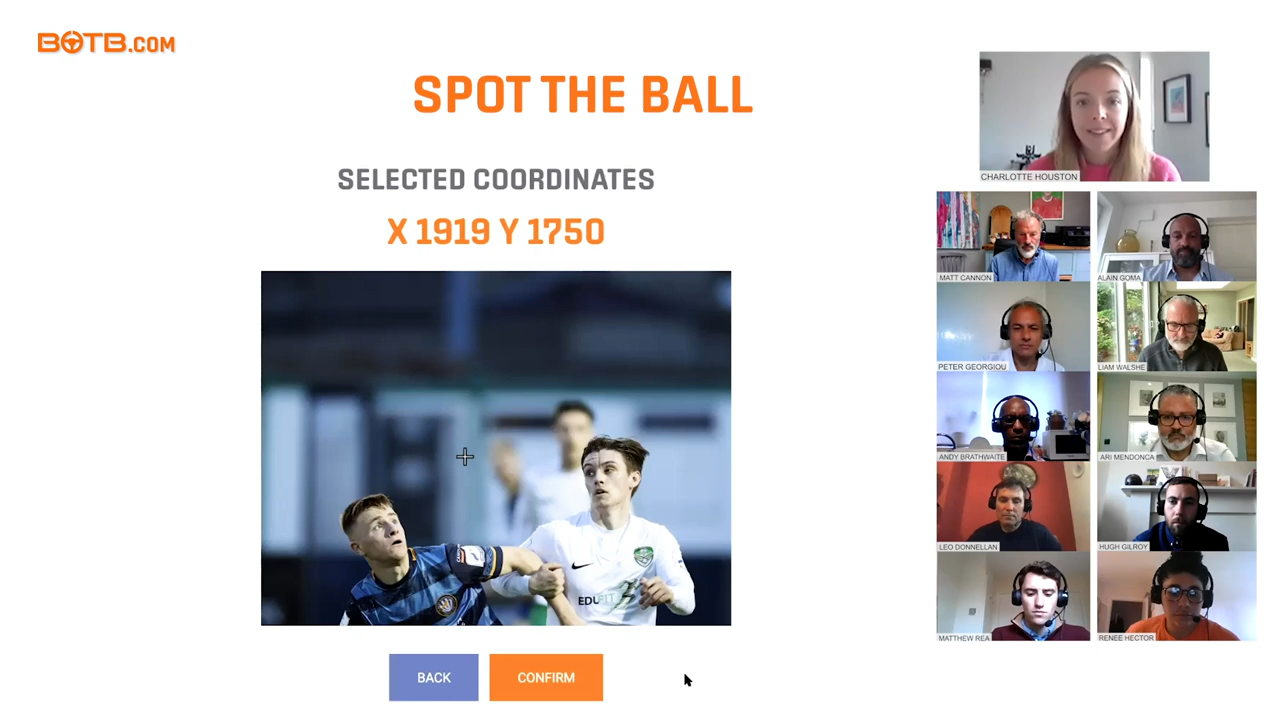 BOTB.COM
SPOT THE BALL
SELECTED COORDINATES
X 1919 Y 1750
EDU
BACK
CONFIRM
CHARLOTTE HOUSTON
MATT CANNON
ALAIN GOMA
PETER GEORGIOU
LIAM WALSHE
ANDY BRATHWAITE
ARI MENDONCA
LEO DONNELLAN
HUGH GILROY
MATTHEW REA
RENEE HECTOR